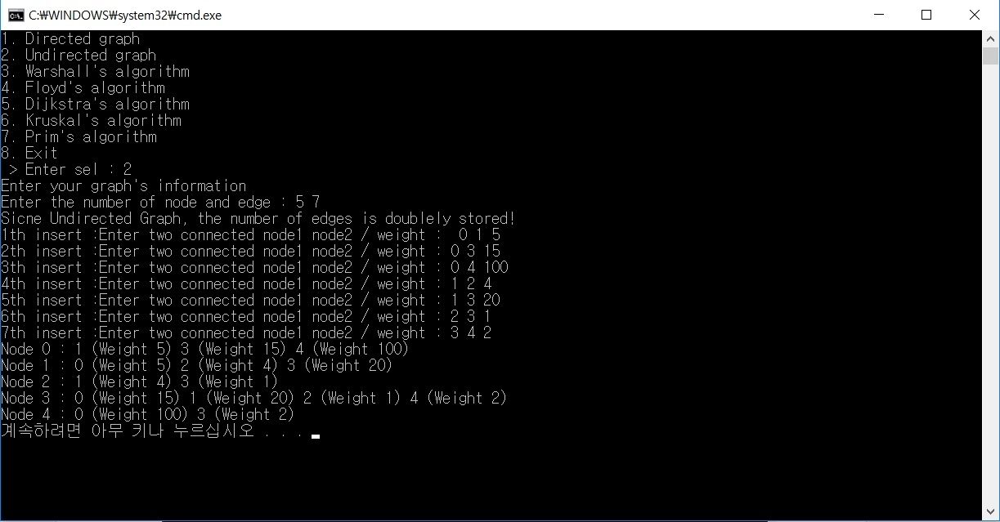 C:₩WINDOWS₩system32₩cmd.exe
1. Directed graph
2. Undirected graph
3. Warshall's algorithm
4. Floyd's algorithm
5. Dijkstra's algorithm
6. Kruskal's algorithm
7. Prim's algorithm
8. Exit
 > Enter sel : 2
Enter your graph's information
Enter the number of node and edge : 5 7
Sicne Undirected Graph, the number of edges is doublely stored!
1th insert :Enter two connected node1 node2 / weight :  0 1 5
2th insert :Enter two connected node1 node2 / weight : 0 3 15
3th insert :Enter two connected node1 node2 / weight : 0 4 100
4th insert :Enter two connected node1 node2 / weight : 1 2 4
5th insert :Enter two connected node1 node2 / weight : 1 3 20
6th insert :Enter two connected node1 node2 / weight : 2 3 1
7th insert :Enter two connected node1 node2 / weight : 3 4 2
Node 0 : 1 (Weight 5) 3 (Weight 15) 4 (Weight 100)
Node 1 : 0 (Weight 5) 2 (Weight 4) 3 (Weight 20)
Node 2 : 1 (Weight 4) 3 (Weight 1)
Node 3 : 0 (Weight 15) 1 (Weight 20) 2 (Weight 1) 4 (Weight 2)
Node 4 : 0 (Weight 100) 3 (Weight 2)
계속하려면 아무 키나 누르십시오 . . .